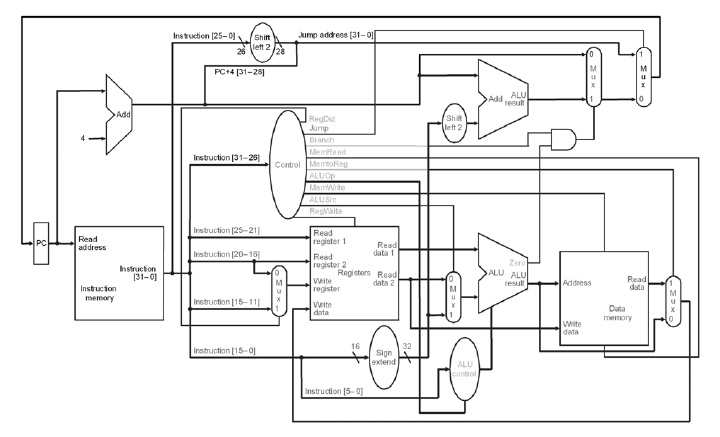 Instruction [25–0]
26
Shift
left 2
28
Jump address [31–0]
PC+4 [31–28]
Add
4
0
M
u
x
1
1
M
u
x
0
Add
ALU
result
Shift
left 2
RegDst
Jump
Branch
MemRead
MemtoReg
ALUOp
MemWrite
ALUSrc
RegWrite
Control
Instruction [31–26]
PC
Read
address
Instruction
[31–0]
Instruction
memory
Instruction [25–21]
Instruction [20–16]
Instruction [15–11]
0
M
u
x
1
Read
register 1
Read
register 2
Registers
Write
register
Write
data
Read
data 1
Read
data 2
0
M
u
x
1
Zero
ALU
ALU
result
Address
Read
data
Data
memory
Write
data
1
M
u
x
0
Instruction [15–0]
16
Sign
extend
32
ALU
control
Instruction [5–0]